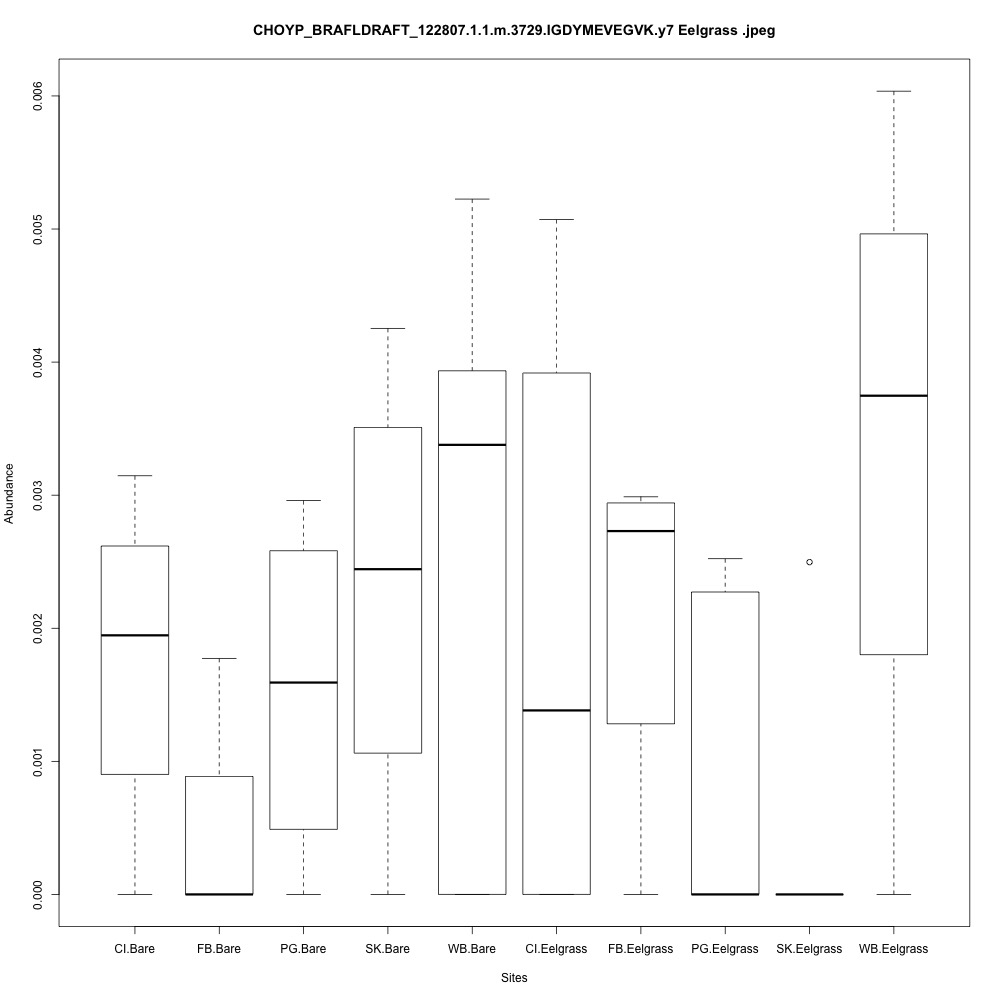 CHOYP_BRAFLDRAFT_122807.1.1.m.3729.IGDYMEVEGVK.y7 Eelgrass .jpeg
Abundance
0.006
0.005
0.004
0.003
0.002
0.001
0.000
CI.Bare FB.Bare PG.Bare SK.Bare WB.Bare CI.Eelgrass FB.Eelgrass PG.Eelgrass SK.Eelgrass WB.Eelgrass
Sites